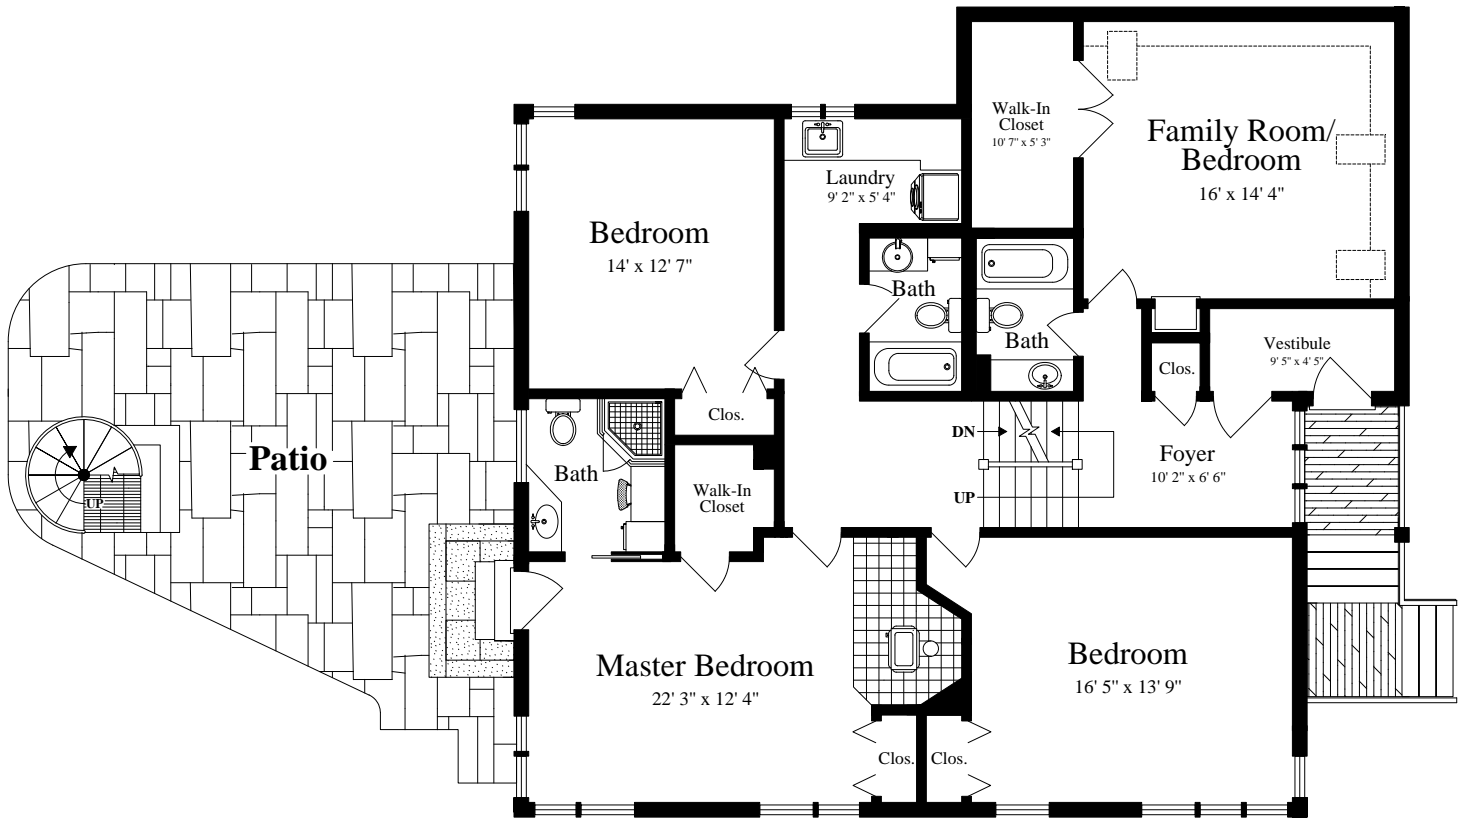 Walk-In
Closet
10' 7" x 5' 3"
Family Room/
Bedroom
16' x 14' 4"
Laundry
9' 2" x 5' 4"
Bedroom
14' x 12' 7"
Bath
Bath
Vestibule
9' 5" x 4' 5"
Clos.
Clos.
DN
UP
Foyer
10' 2" x 6' 6"
Patio
UP
Bath
Walk-In
Closet
Master Bedroom
22' 3" x 12' 4"
Bedroom
16' 5" x 13' 9"
Clos.
Clos.